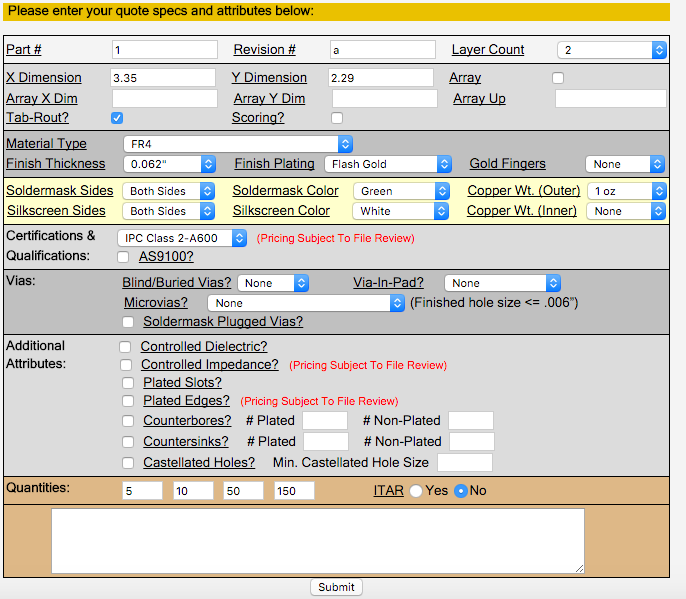 Please enter your quote specs and attributes below:
Part # 1 Revision # a Layer Count 2
X Dimension 3.35 Y Dimension 2.29 Array
Array X Dim Array Y Dim Array Up
Tab-Rout? Scoring?
Material Type FR4
Finish Thickness 0.062" Finish Plating Flash Gold Gold Fingers None
Soldermask Sides Both Sides Soldermask Color Green Copper Wt. (Outer) 1 oz
Silkscreen Sides Both Sides Silkscreen Color White Copper Wt. (Inner) None
Certifications & IPC Class 2-A600 (Pricing Subject To File Review)
Qualifications: AS9100?
Vias: Blind/Buried Vias? None Via-In-Pad? None
Microvias? None (Finished hole size <= .006")
Soldermask Plugged Vias?
Additional Controlled Dielectric?
Attributes: Controlled Impedance? (Pricing Subject To File Review)
Plated Slots?
Plated Edges? (Pricing Subject To File Review)
Counterbores? # Plated # Non-Plated
Countersinks? # Plated # Non-Plated
Castellated Holes? Min. Castellated Hole Size
Quantities: 5 10 50 150 ITAR Yes No
Submit